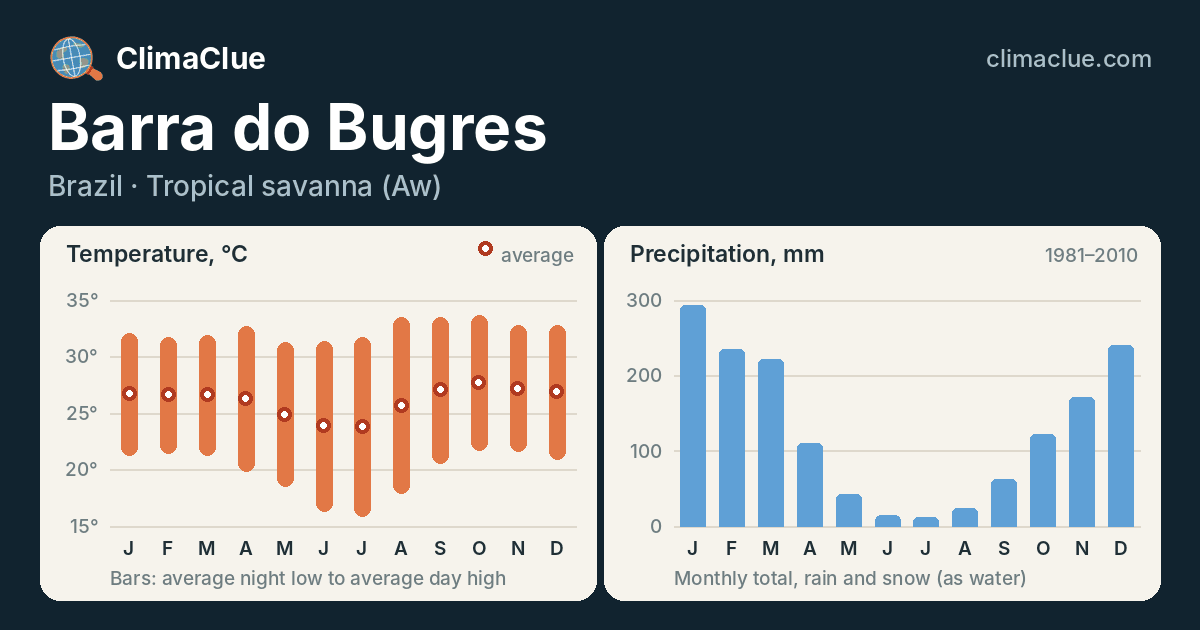 ClimaClue
climaclue.com
Barra do Bugres
Brazil · Tropical savanna (Aw)
Temperature, °C
average
35°
30°
25°
20°
15°
J F M A M J J A S O N D
Bars: average night low to average day high
Precipitation, mm
1981–2010
300
200
100
0
J F M A M J J A S O N D
Monthly total, rain and snow (as water)